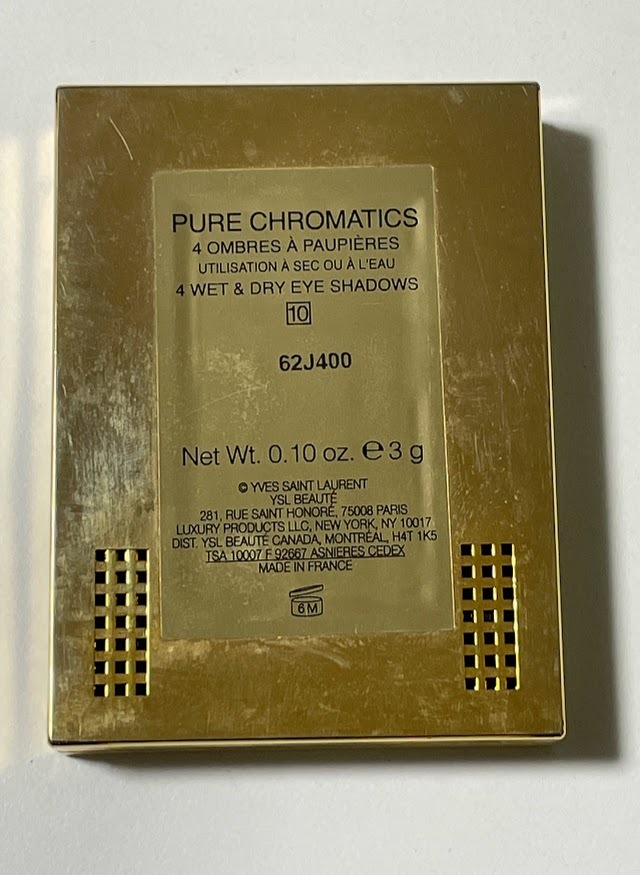 PURE CHROMATICS
4 OMBRES À PAUPIÈRES
UTILISATION À SEC OU À L'EAU
4 WET & DRY EYE SHADOWS
10
62J400
Net Wt. 0.10 oz. ℮ 3 g
© YVES SAINT LAURENT
YSL BEAUTÉ
281, RUE SAINT HONORÉ, 75008 PARIS
LUXURY PRODUCTS LLC, NEW YORK, NY 10017
DIST. YSL BEAUTÉ CANADA, MONTRÉAL, H4T 1K5
TSA 10007 F 92667 ASNIERES CEDEX
MADE IN FRANCE
6M